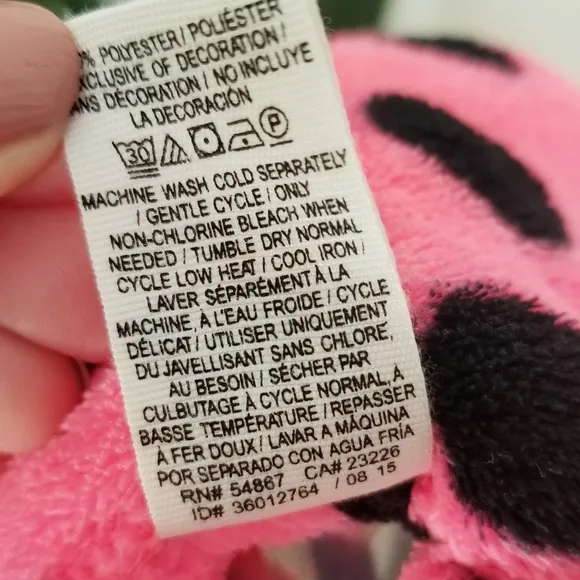 % POLYESTER / POLIÉSTER
EXCLUSIVE OF DECORATION /
ANS DÉCORATION / NO INCLUYE
LA DECORACIÓN
30 P
MACHINE WASH COLD SEPARATELY
/ GENTLE CYCLE / ONLY
NON-CHLORINE BLEACH WHEN
NEEDED / TUMBLE DRY NORMAL
CYCLE LOW HEAT / COOL IRON /
LAVER SÉPARÉMENT À LA
MACHINE, À L'EAU FROIDE / CYCLE
DÉLICAT / UTILISER UNIQUEMENT
DU JAVELLISANT SANS CHLORE,
AU BESOIN / SÉCHER PAR
CULBUTAGE À CYCLE NORMAL, À
BASSE TEMPÉRATURE / REPASSER
À FER DOUX / LAVAR A MÁQUINA
POR SEPARADO CON AGUA FRÍA
RN# 54867 CA# 23226
ID# 36012764 / 08 15